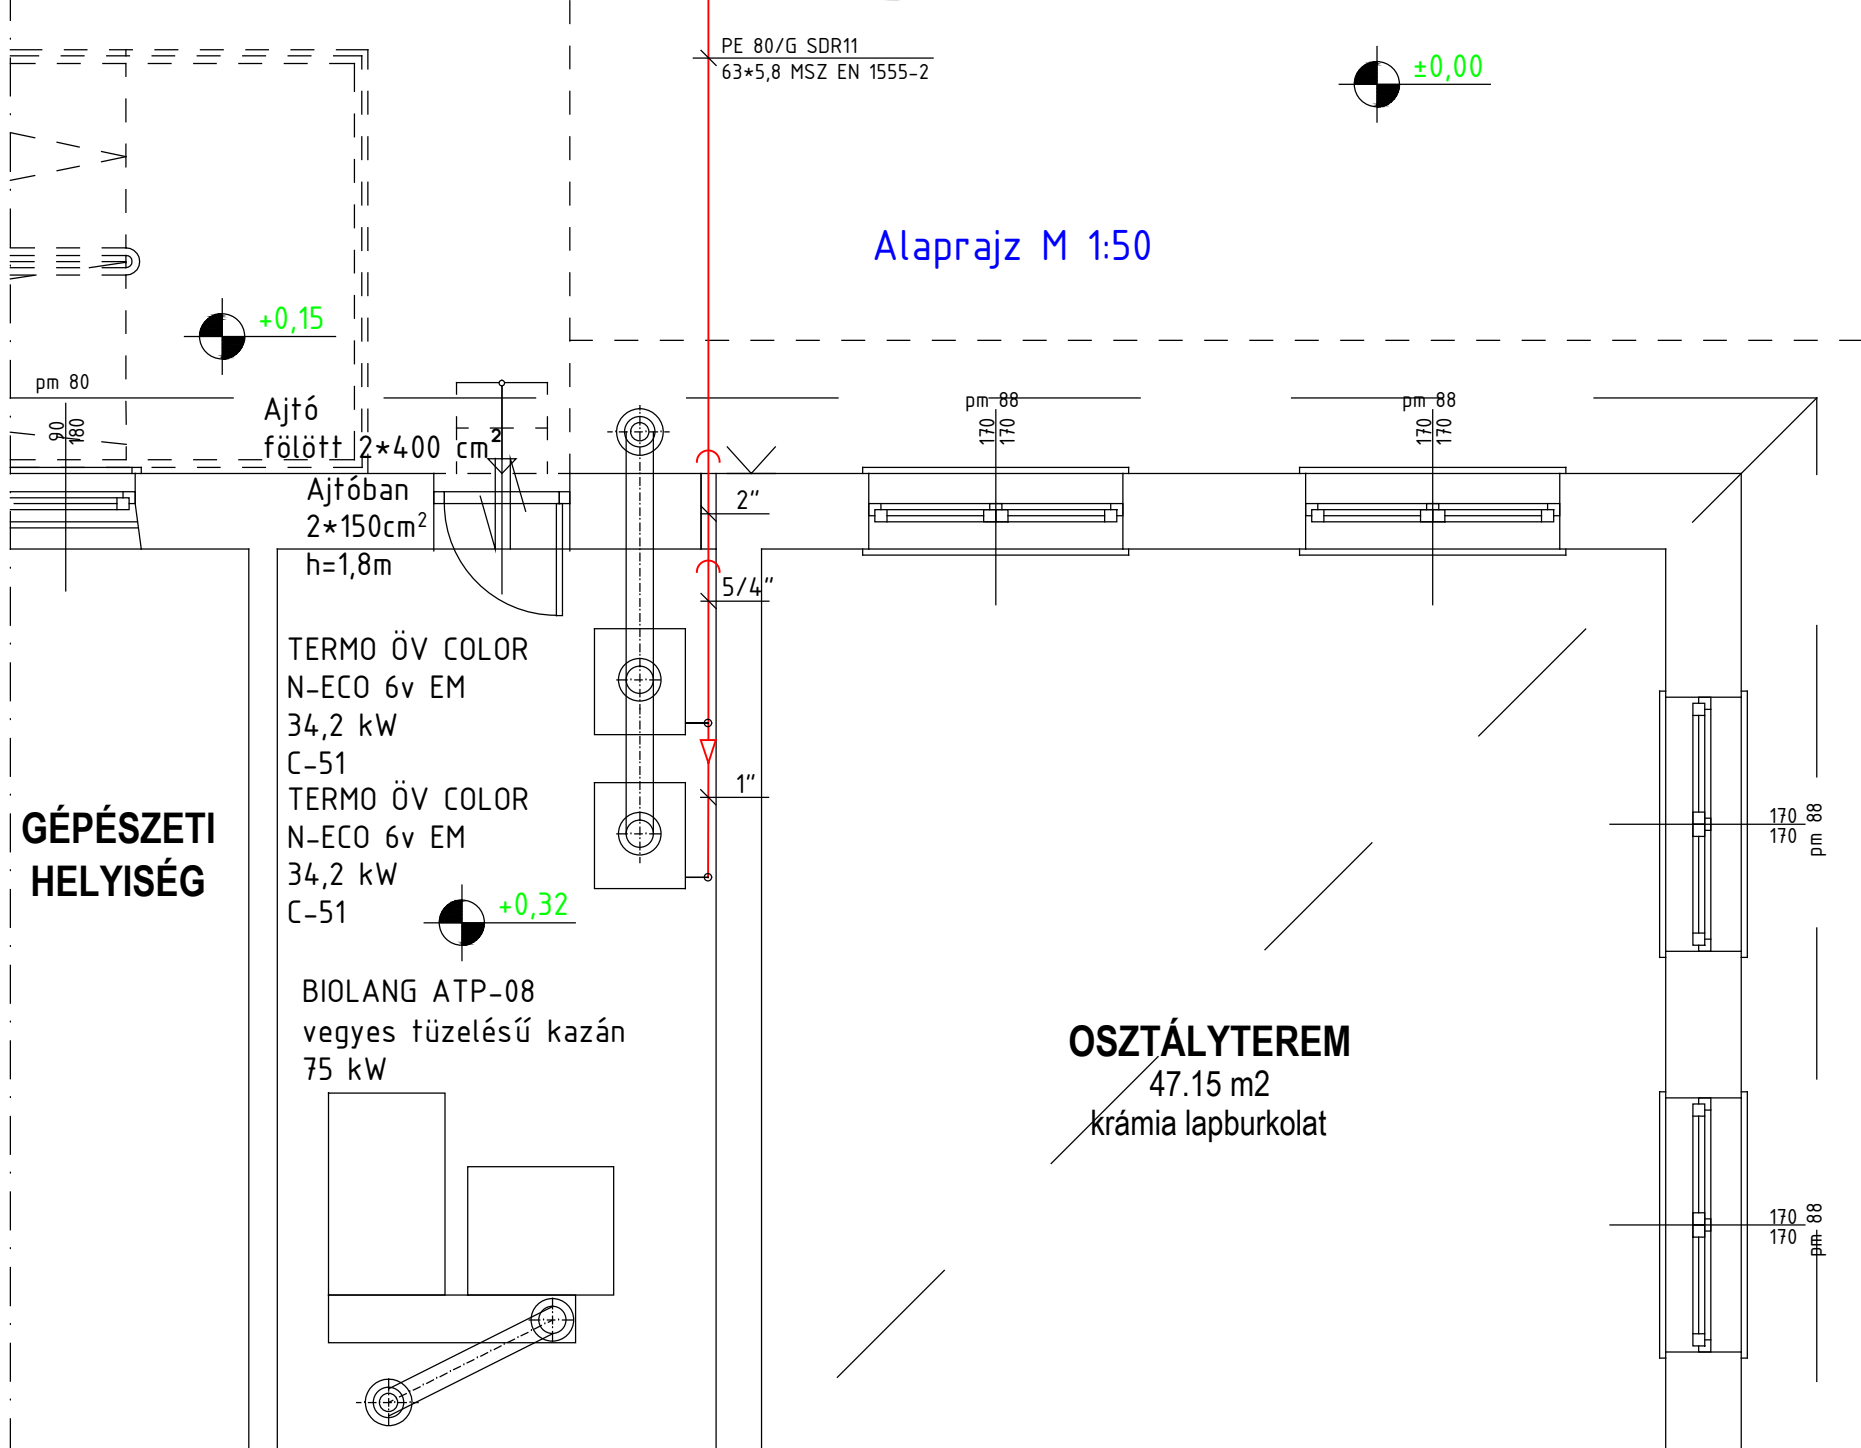 PE 80/G SDR11
63*5,8 MSZ EN 1555-2
±0,00
Alaprajz M 1:50
+0,15
pm 80
90
180
Ajtó
fölött 2*400 cm2
Ajtóban
2*150cm2
h=1,8m
pm 88
170
170
pm 88
170
170
2"
5/4"
1"
TERMO ÖV COLOR
N-ECO 6v EM
34,2 kW
C-51
TERMO ÖV COLOR
N-ECO 6v EM
34,2 kW
C-51
GÉPÉSZETI
HELYISÉG
+0,32
170
170
pm 88
BIOLANG ATP-08
vegyes tüzelésű kazán
75 kW
OSZTÁLYTEREM
47.15 m2
krámia lapburkolat
170
170
pm 88